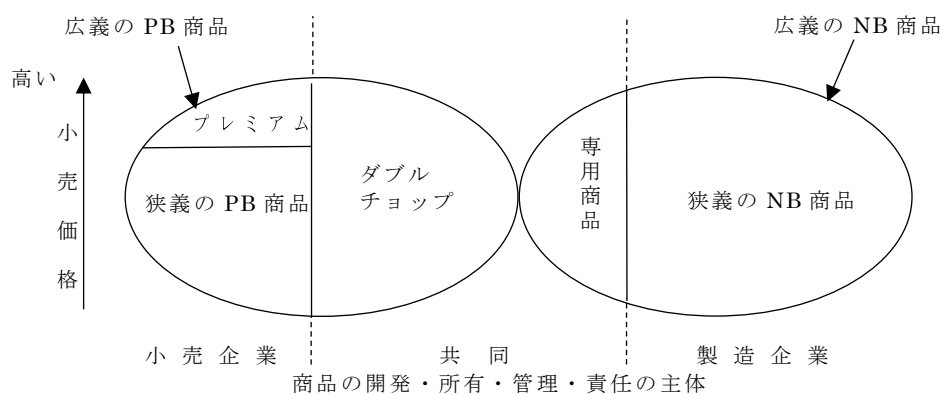 広義の PB 商品
広義の NB 商品
高い
小売価格
プレミアム
狭義の PB 商品
ダブル
チョップ
専用商品
狭義の NB 商品
小売企業
共同
製造企業
商品の開発・所有・管理・責任の主体